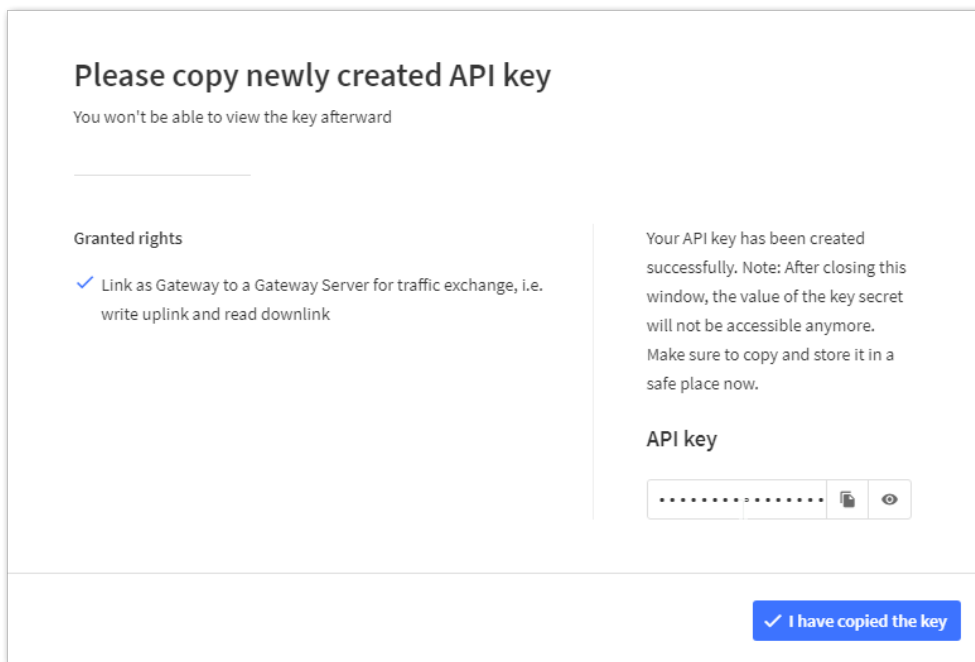 Please copy newly created API key
You won't be able to view the key afterward
Granted rights
Link as Gateway to a Gateway Server for traffic exchange, i.e.
write uplink and read downlink
Your API key has been created
successfully. Note: After closing this
window, the value of the key secret
will not be accessible anymore.
Make sure to copy and store it in a
safe place now.
API key
I have copied the key